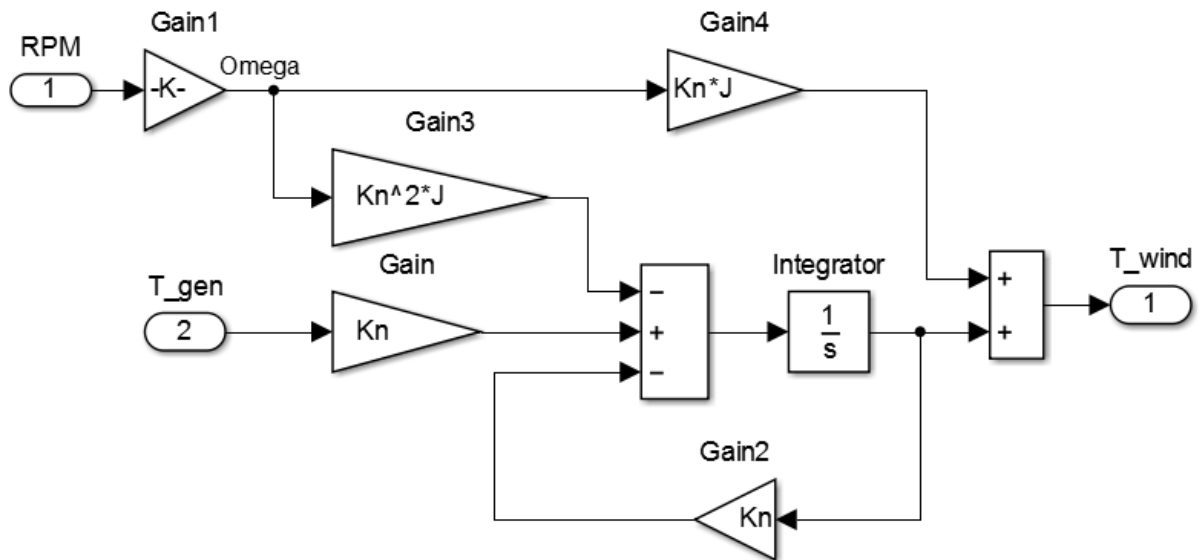 Gain1
Gain4
RPM
1
-K-
Omega
Kn*J
Gain3
Kn^2*J
Gain
Integrator
T_gen
T_wind
2
Kn
−
+
−
1
s
+
+
1
Gain2
Kn